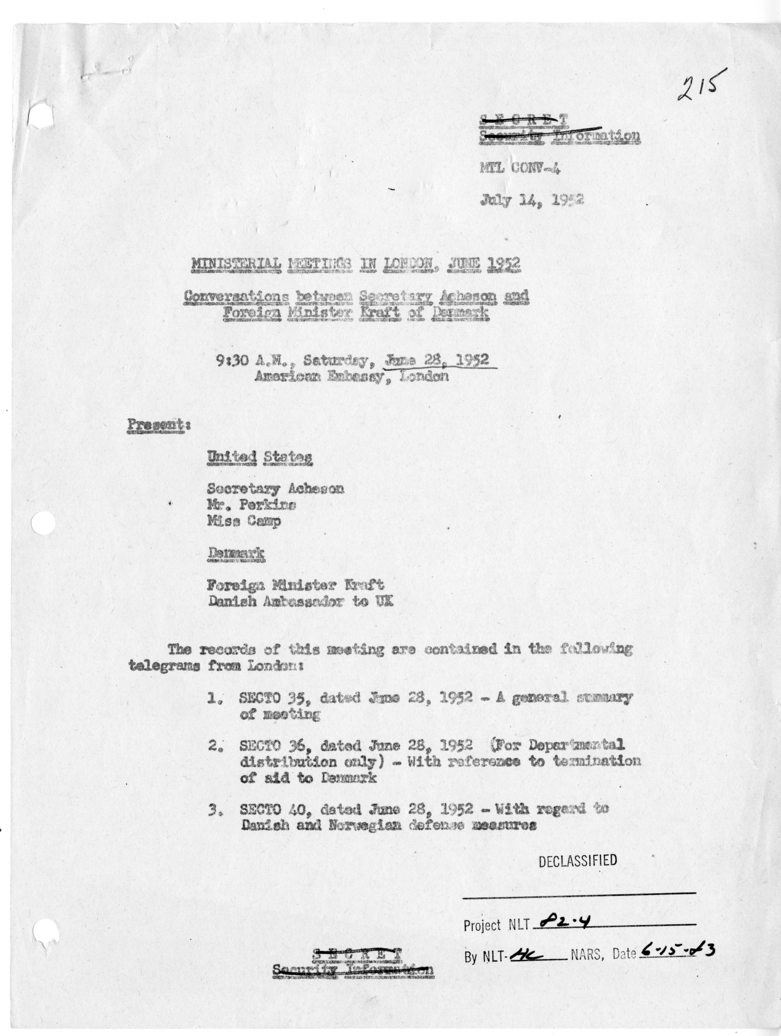 215
S E C R E T
Security Information
MTL CONV-4
July 14, 1952
MINISTERIAL MEETINGS IN LONDON, JUNE 1952
Conversations between Secretary Acheson and
Foreign Minister Kraft of Denmark
9:30 A.M., Saturday, June 28, 1952
American Embassy, London
Present:
United States
Secretary Acheson
Mr. Perkins
Miss Camp
Denmark
Foreign Minister Kraft
Danish Ambassador to UK
The records of this meeting are contained in the following
telegrams from London:
1. SECTO 35, dated June 28, 1952 - A general summary
of meeting
2. SECTO 36, dated June 28, 1952 (For Departmental
distribution only) - With reference to termination
of aid to Denmark
3. SECTO 40, dated June 28, 1952 - With regard to
Danish and Norwegian defense measures
DECLASSIFIED
Project NLT 82-4
By NLT-HC NARS, Date 6-15-83
S E C R E T
Security Information